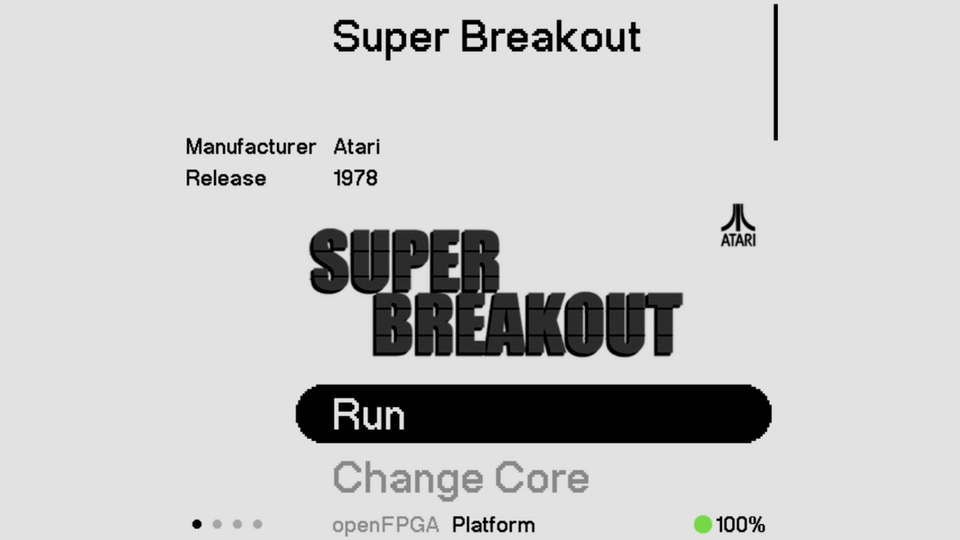 Super Breakout
Manufacturer Atari
Release 1978
ATARI
SUPER
BREAKOUT
Run
Change Core
openFPGA Platform 100%